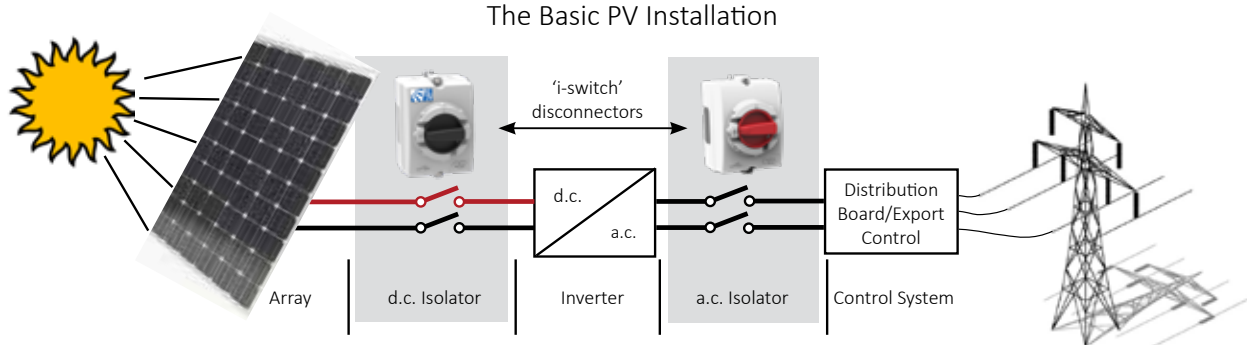 The Basic PV Installation
'i-switch'
disconnectors
d.c.
a.c.
Distribution
Board/Export
Control
Array
d.c. Isolator
Inverter
a.c. Isolator
Control System